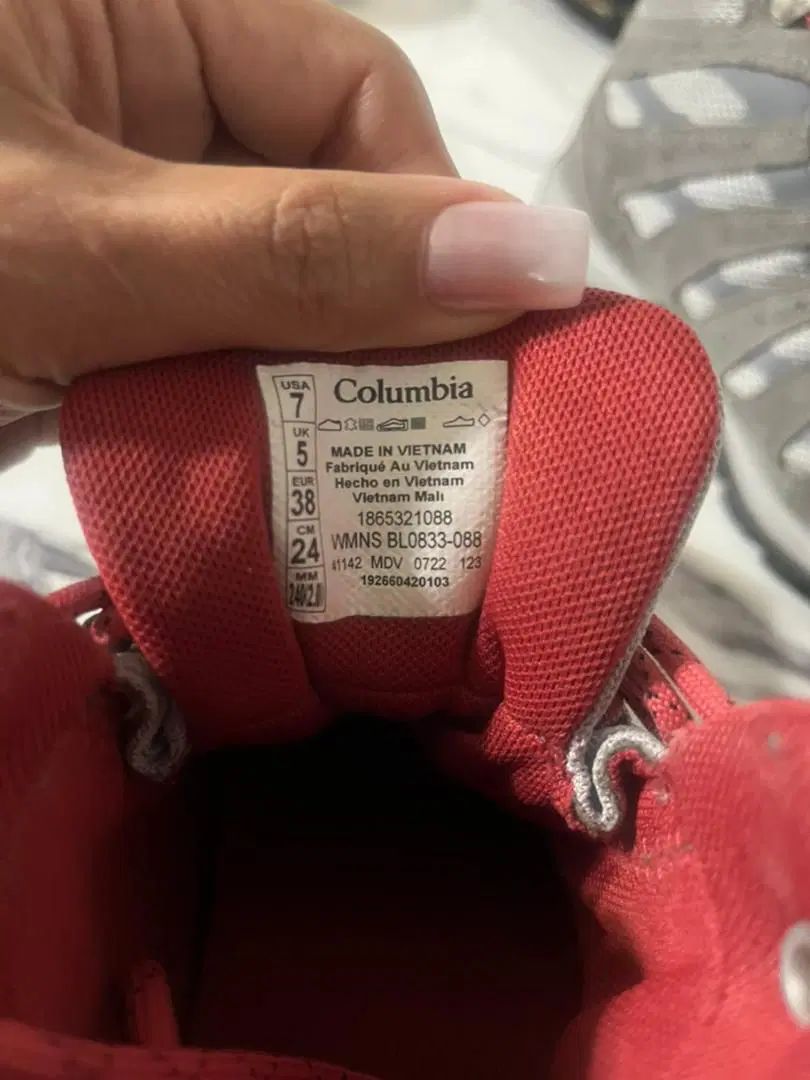 USA
7
UK
5
EUR
38
CM
24
MM
240/2.0
Columbia
MADE IN VIETNAM
Fabriqué Au Vietnam
Hecho en Vietnam
Vietnam Malı
1865321088
WMNS BL0833-088
41142 MDV 0722 123
192660420103